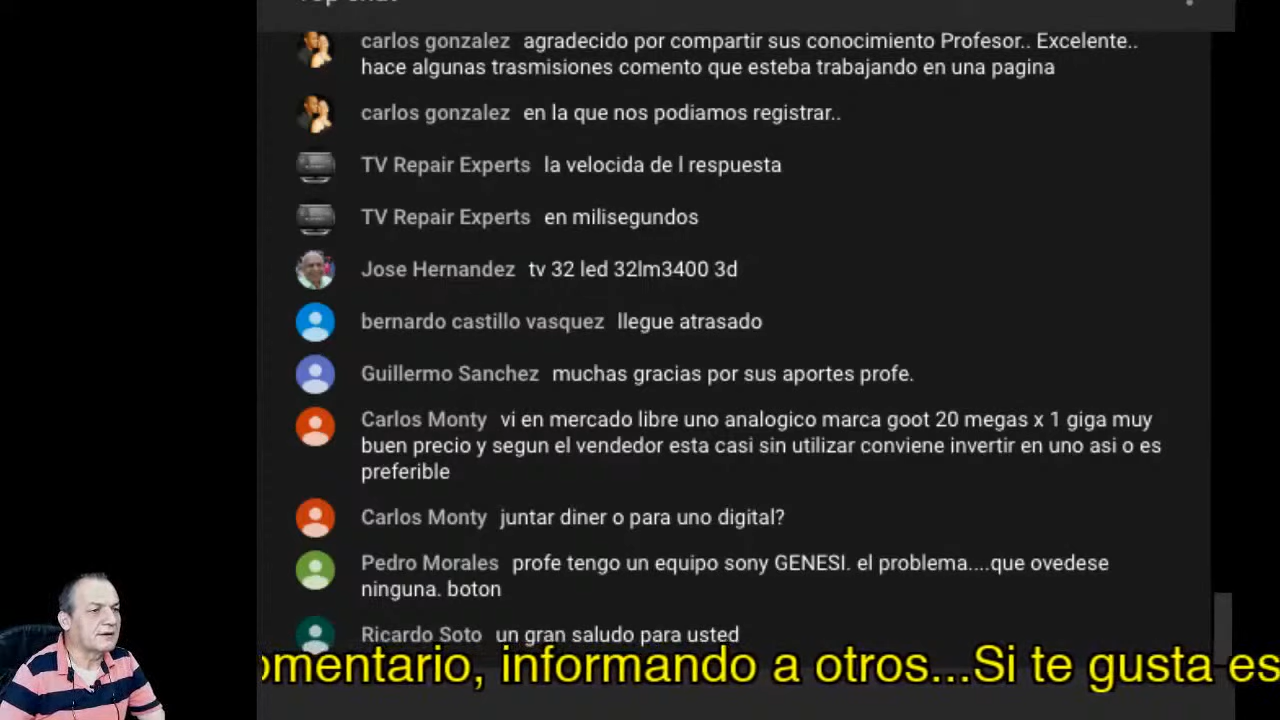 carlos gonzalez agradecido por compartir sus conocimiento Profesor.. Excelente..
hace algunas trasmisiones comento que esteba trabajando en una pagina
carlos gonzalez en la que nos podiamos registrar..
TV Repair Experts la velocida de l respuesta
TV Repair Experts en milisegundos
Jose Hernandez tv 32 led 32lm3400 3d
bernardo castillo vasquez llegue atrasado
Guillermo Sanchez muchas gracias por sus aportes profe.
Carlos Monty vi en mercado libre uno analogico marca goot 20 megas x 1 giga muy
buen precio y segun el vendedor esta casi sin utilizar conviene invertir en uno asi o es
preferible
Carlos Monty juntar diner o para uno digital?
Pedro Morales profe tengo un equipo sony GENESI. el problema....que ovedese
ninguna. boton
Ricardo Soto un gran saludo para usted
omentario, informando a otros...Si te gusta es